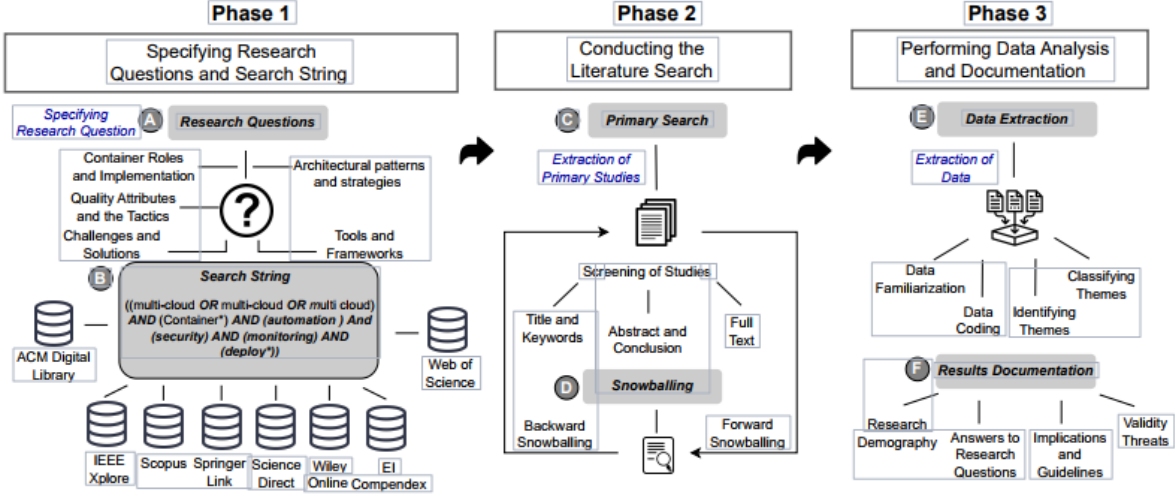 Phase 1
Specifying Research
Questions and Search String
Specifying
Research Question
A
Research Questions
Container Roles
and Implementation
Architectural patterns
and strategies
Quality Attributes
and the Tactics
?
Challenges and
Solutions
Tools and
Frameworks
B
Search String
((multi-cloud OR multi-cloud OR multi cloud)
AND (Container*) AND (automation ) And
(security) AND (monitoring) AND
(deploy*))
ACM Digital
Library
Web of
Science
IEEE
Xplore
Scopus
Springer
Link
Science
Direct
Wiley
Online
EI
Compendex
Phase 2
Conducting the
Literature Search
C
Primary Search
Extraction of
Primary Studies
Screening of Studies
Title and
Keywords
Abstract and
Conclusion
Full
Text
D
Snowballing
Backward
Snowballing
Forward
Snowballing
Phase 3
Performing Data Analysis
and Documentation
E
Data Extraction
Extraction of
Data
Data
Familiarization
Data
Coding
Identifying
Themes
Classifying
Themes
F
Results Documentation
Research
Demography
Answers to
Research
Questions
Implications
and
Guidelines
Validity
Threats